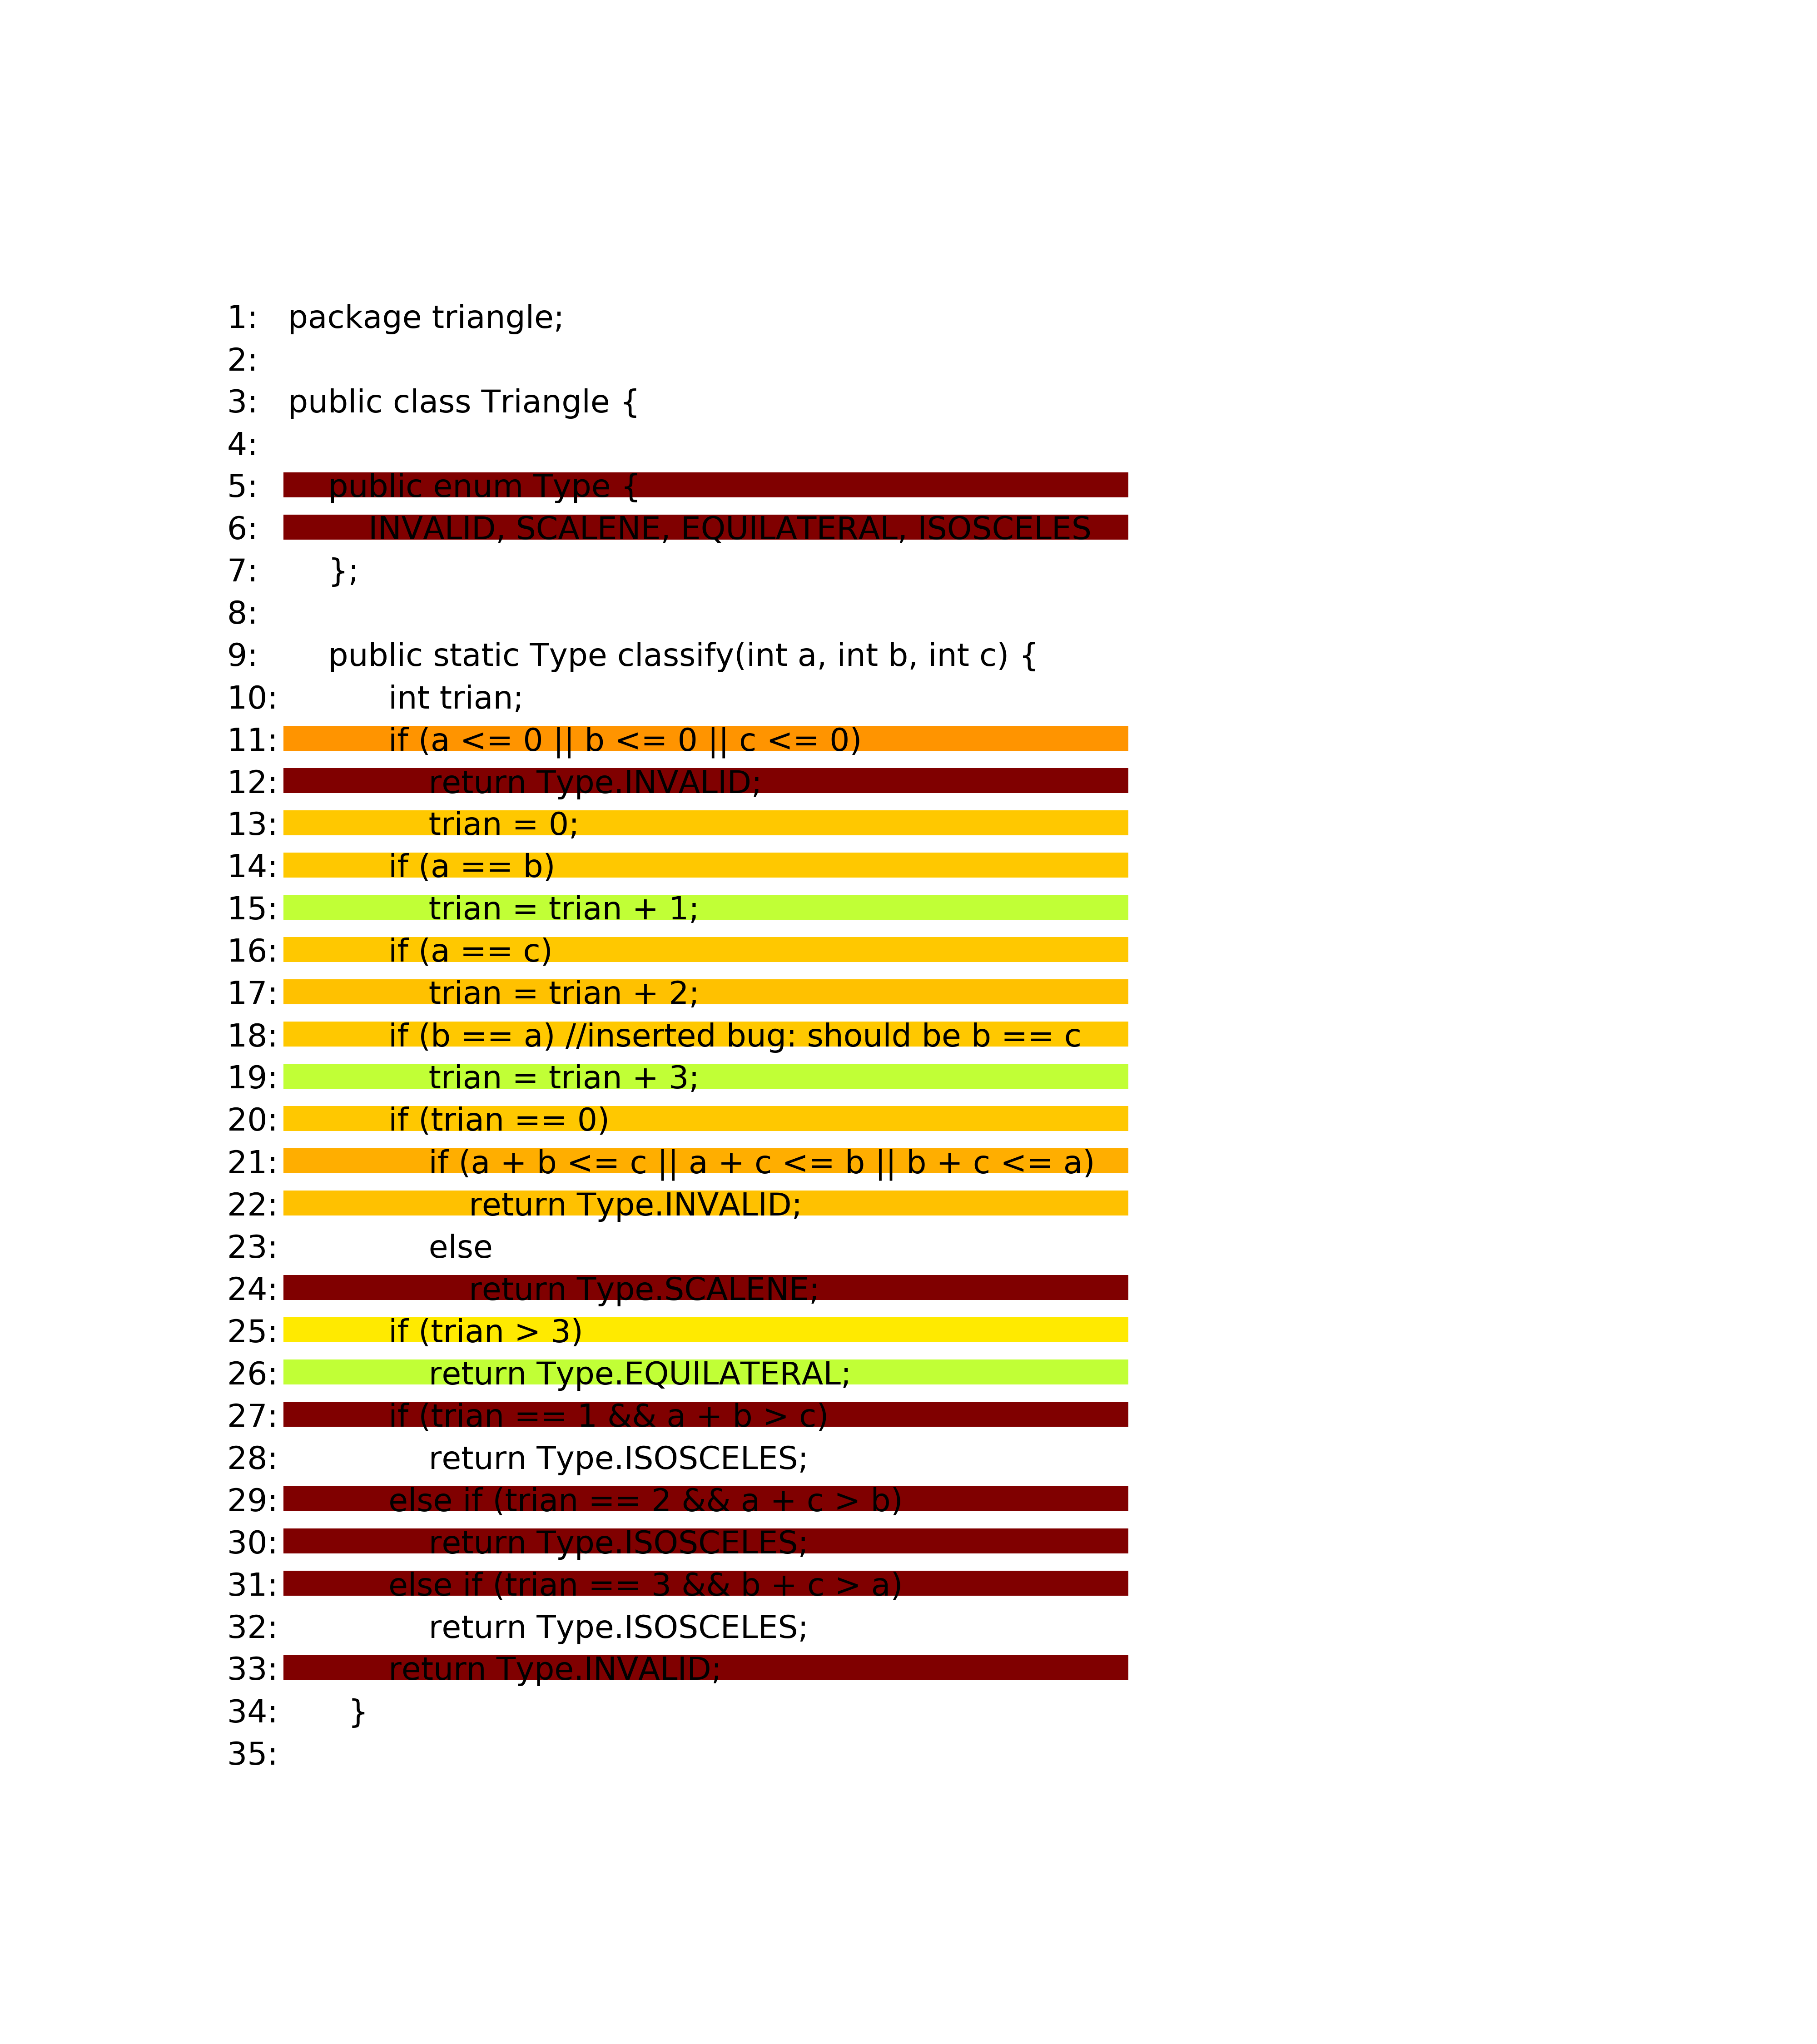 1: package triangle;
2:
3: public class Triangle {
4:
5: public enum Type {
6: INVALID, SCALENE, EQUILATERAL, ISOSCELES
7: };
8:
9: public static Type classify(int a, int b, int c) {
10: int trian;
11: if (a <= 0 || b <= 0 || c <= 0)
12: return Type.INVALID;
13: trian = 0;
14: if (a == b)
15: trian = trian + 1;
16: if (a == c)
17: trian = trian + 2;
18: if (b == a) //inserted bug: should be b == c
19: trian = trian + 3;
20: if (trian == 0)
21: if (a + b <= c || a + c <= b || b + c <= a)
22: return Type.INVALID;
23: else
24: return Type.SCALENE;
25: if (trian > 3)
26: return Type.EQUILATERAL;
27: if (trian == 1 && a + b > c)
28: return Type.ISOSCELES;
29: else if (trian == 2 && a + c > b)
30: return Type.ISOSCELES;
31: else if (trian == 3 && b + c > a)
32: return Type.ISOSCELES;
33: return Type.INVALID;
34: }
35: